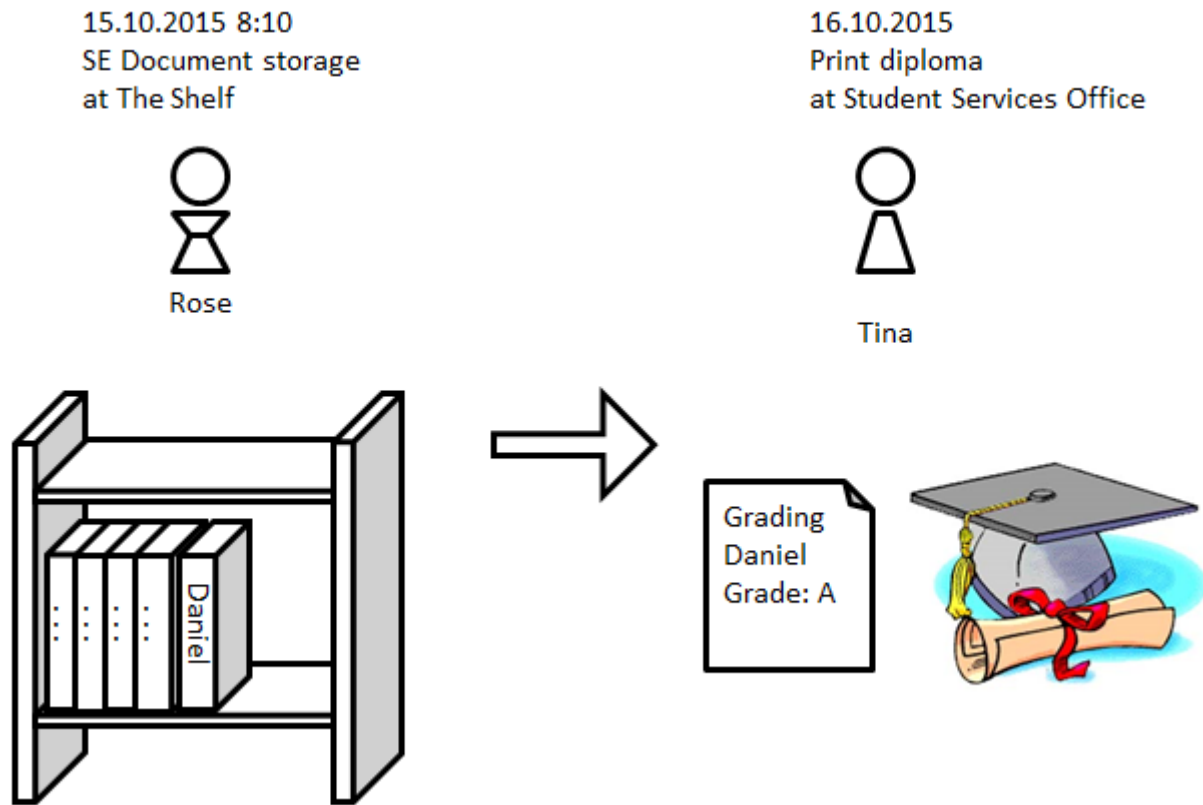 15.10.2015 8:10
SE Document storage
at The Shelf
Rose
16.10.2015
Print diploma
at Student Services Office
Tina
...
...
...
...
Daniel
Grading
Daniel
Grade: A